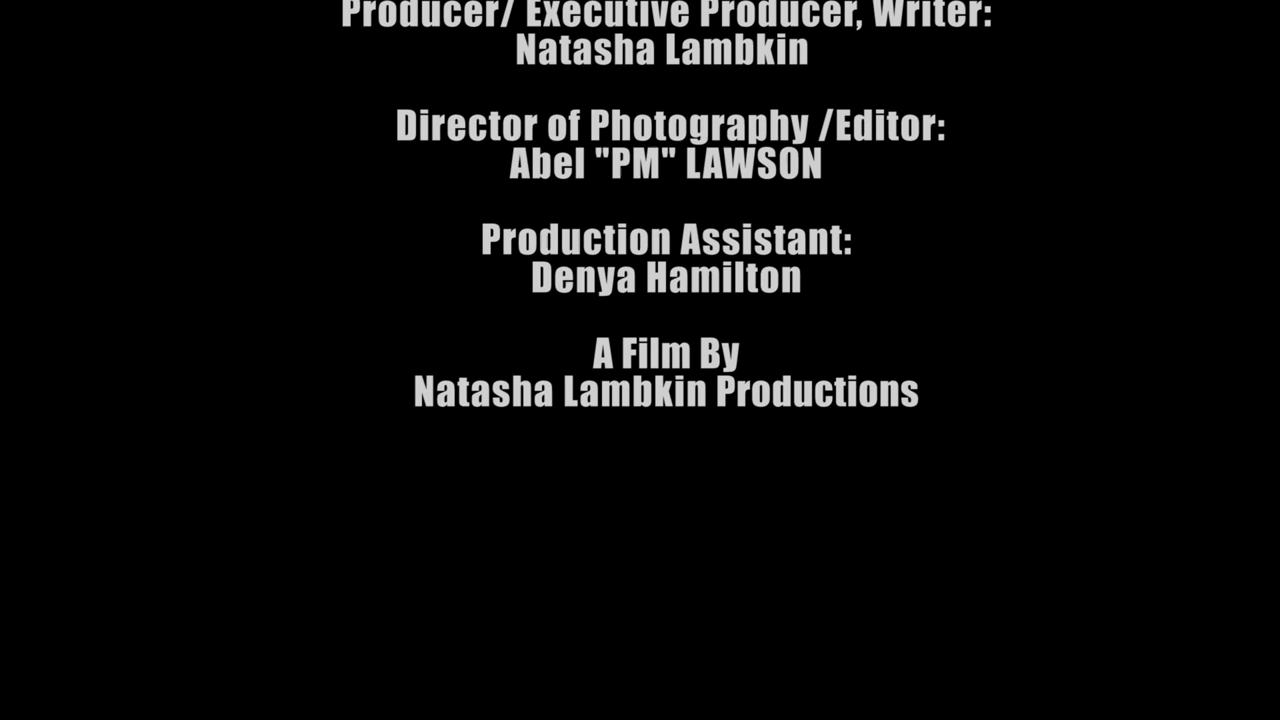 Producer/ Executive Producer, Writer:
Natasha Lambkin
Director of Photography /Editor:
Abel "PM" LAWSON
Production Assistant:
Denya Hamilton
A Film By
Natasha Lambkin Productions